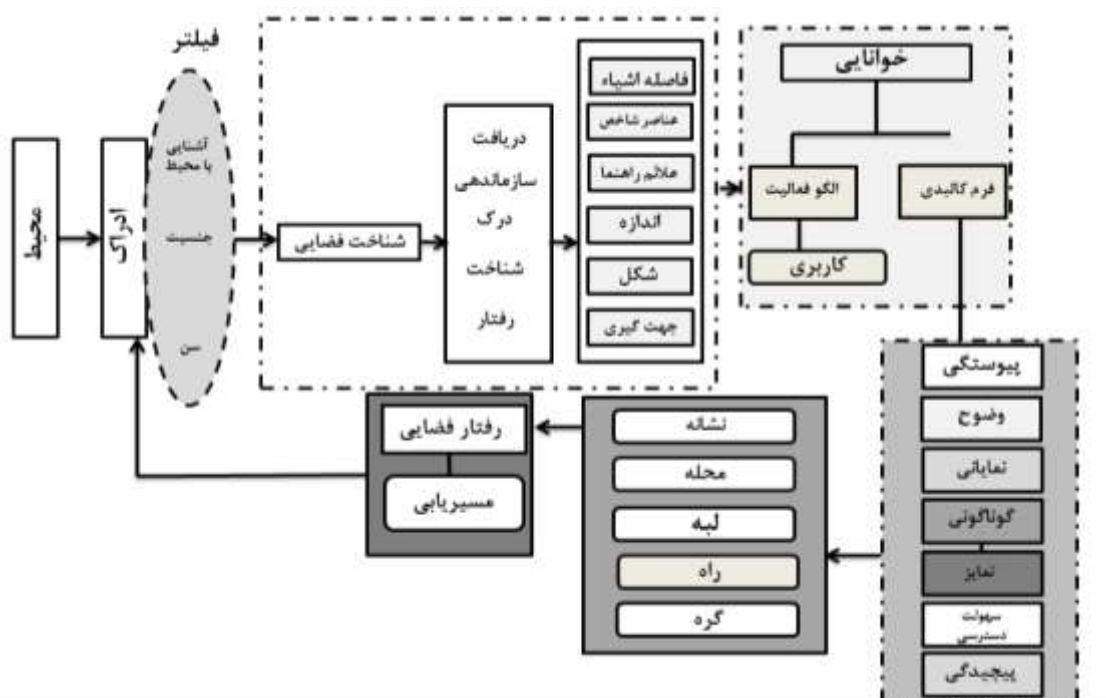 فیلتر
محیط
ادراک
آشنایی
با محیط
جنسیت
سن
شناخت فضایی
دریافت
سازماندهی
درک
شناخت
رفتار
فاصله اشیاء
عناصر شاخص
علائم راهنما
اندازه
شکل
جهت گیری
خوانایی
الگو فعالیت
فرم کالبدی
کاربری
پیوستگی
وضوح
نمایانی
گوناگونی
تمایز
سهولت
دسترسی
پیچیدگی
نشانه
محله
لبه
راه
گره
رفتار فضایی
مسیریابی